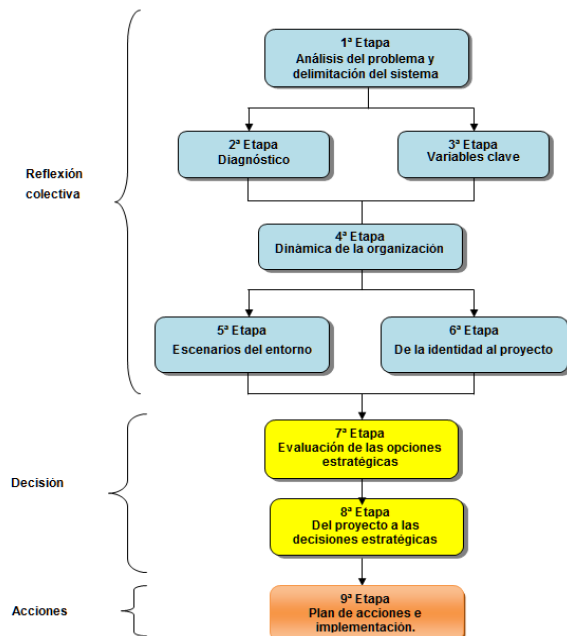 1ª Etapa
Análisis del problema y
delimitación del sistema
2ª Etapa
Diagnóstico
3ª Etapa
Variables clave
Reflexión
colectiva
4ª Etapa
Dinàmica de la organización
5ª Etapa
Escenarios del entorno
6ª Etapa
De la identidad al proyecto
7ª Etapa
Evaluación de las opciones
estratégicas
Decisión
8ª Etapa
Del proyecto a las
decisiones estratégicas
9ª Etapa
Plan de acciones e
implementación.
Acciones